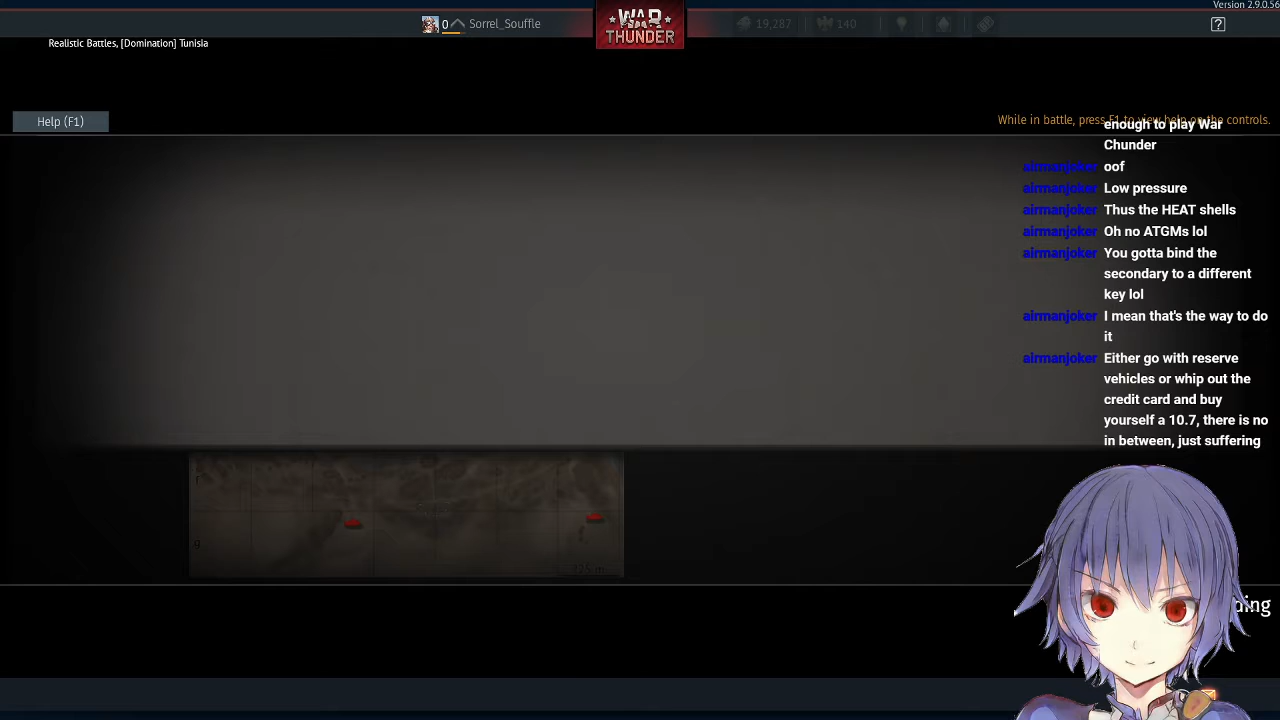 Version 2.9.0.56
0 Sorrel_Souffle
WAR
THUNDER
19,287
140
?
Realistic Battles, [Domination] Tunisia
Help (F1)
While in battle, press F1 to view help on the controls.
enough to play War
Chunder
airmanjoker oof
airmanjoker Low pressure
airmanjoker Thus the HEAT shells
airmanjoker Oh no ATGMs lol
airmanjoker You gotta bind the
secondary to a different
key lol
airmanjoker I mean that's the way to do
it
airmanjoker Either go with reserve
vehicles or whip out the
credit card and buy
yourself a 10.7, there is no
in between, just suffering